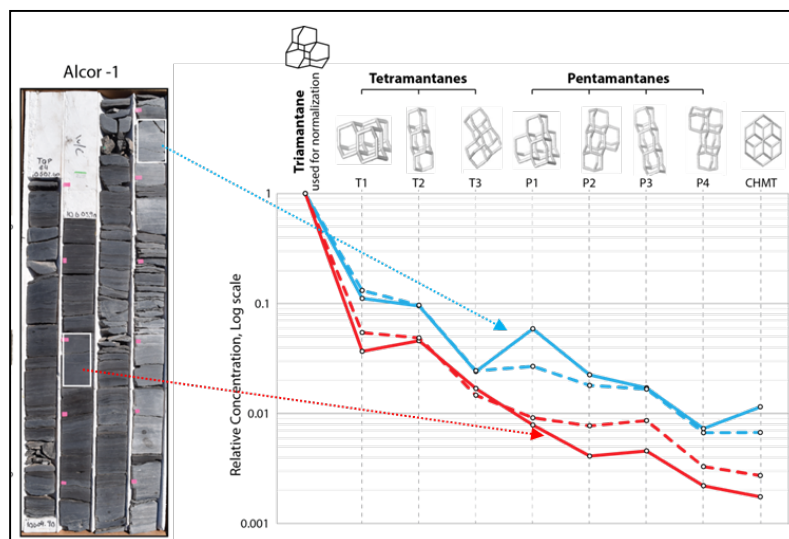 Alcor -1
TOP
W/C
Triamantane
used for normalization
Tetramantanes
Pentamantanes
T1
T2
T3
P1
P2
P3
P4
CHMT
1
0.1
0.01
0.001
Relative Concentration, Log scale